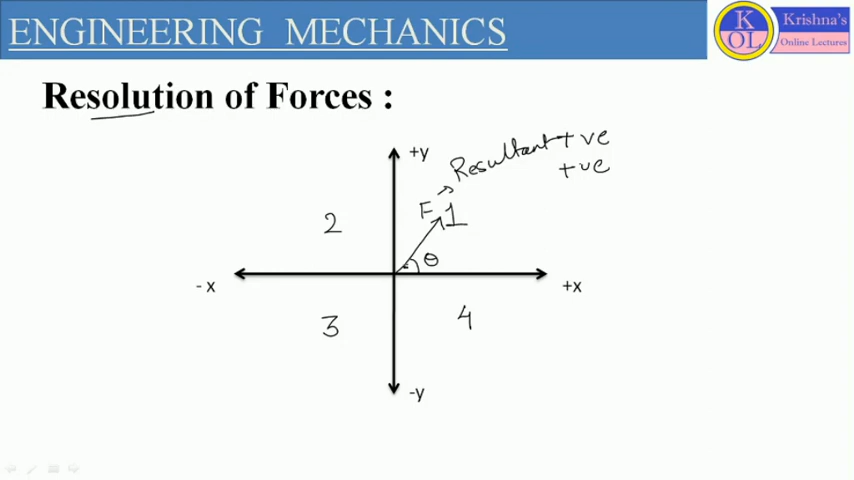 ENGINEERING MECHANICS
K
OL
Krishna's
Online Lectures
Resolution of Forces :
+y
Resultant +ve
+ve
F 1
2
θ
- x
+x
3
4
-y